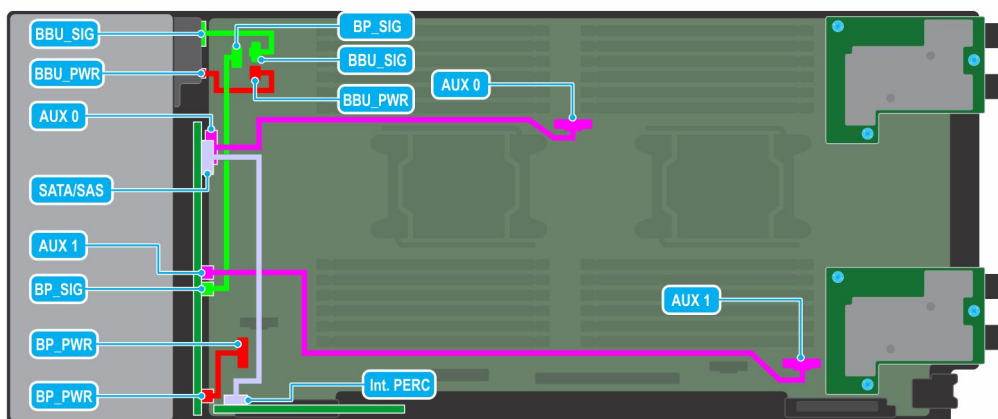 BBU_SIG
BP_SIG
BBU_SIG
BBU_PWR
AUX 0
BBU_PWR
AUX 0
SATA/SAS
AUX 1
BP_SIG
AUX 1
BP_PWR
Int. PERC
BP_PWR